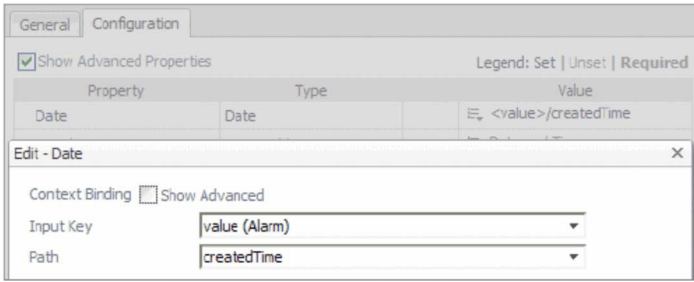 General Configuration
Show Advanced Properties Legend: Set | Unset | Required
Property Type Value
Date Date <value>/createdTime
Edit - Date
Context Binding Show Advanced
Input Key value (Alarm)
Path createdTime